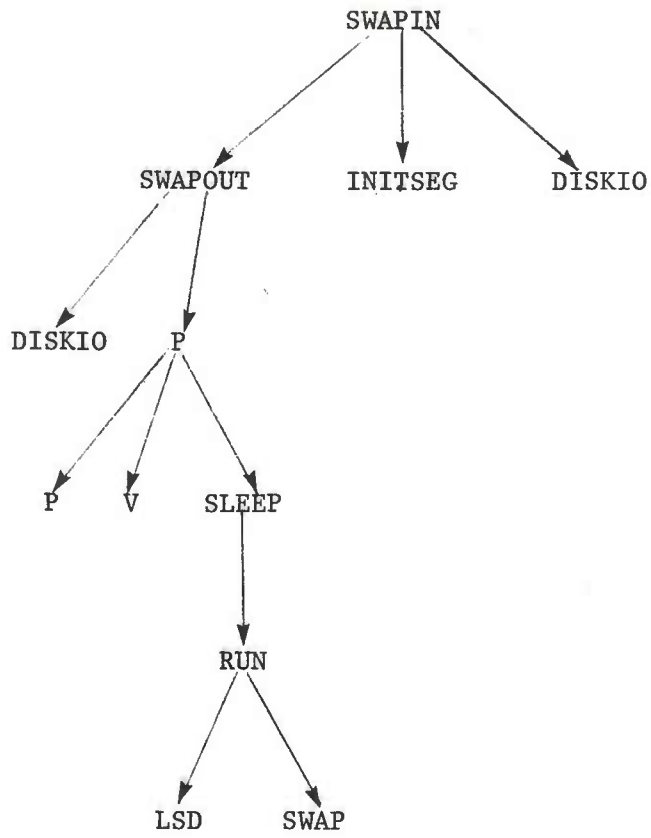 SWAPIN
SWAPOUT INITSEG DISKIO
DISKIO P
P V SLEEP
RUN
LSD SWAP